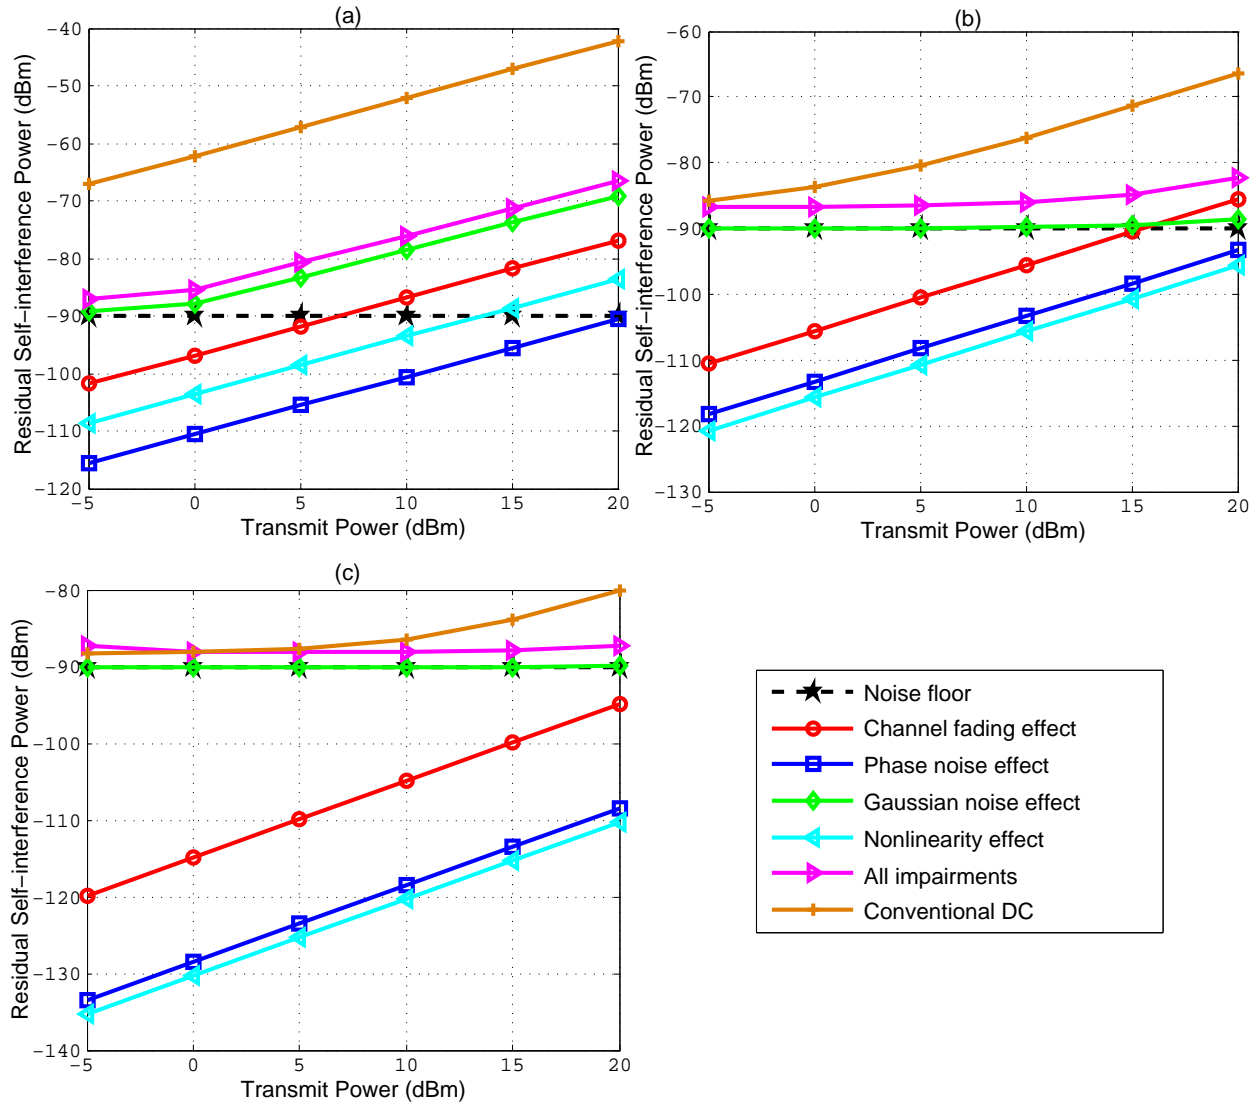 (a)
Residual Self−interference Power (dBm)
−40
−50
−60
−70
−80
−90
−100
−110
−120
−5
0
5
10
15
20
Transmit Power (dBm)
(b)
Residual Self−interference Power (dBm)
−60
−70
−80
−90
−100
−110
−120
−130
−5
0
5
10
15
20
Transmit Power (dBm)
(c)
Residual Self−interference Power (dBm)
−80
−90
−100
−110
−120
−130
−140
−5
0
5
10
15
20
Transmit Power (dBm)
Noise floor
Channel fading effect
Phase noise effect
Gaussian noise effect
Nonlinearity effect
All impairments
Conventional DC